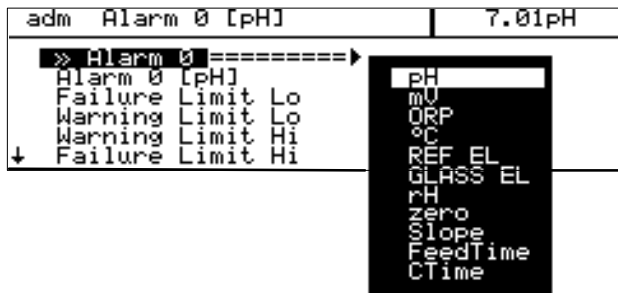 adm Alarm 0 [pH] 7.01pH
» Alarm 0 =========
Alarm 0 [pH]
Failure Limit Lo
Warning Limit Lo
Warning Limit Hi
Failure Limit Hi
pH
mV
ORP
°C
REF EL
GLASS EL
rH
zero
Slope
FeedTime
CTime